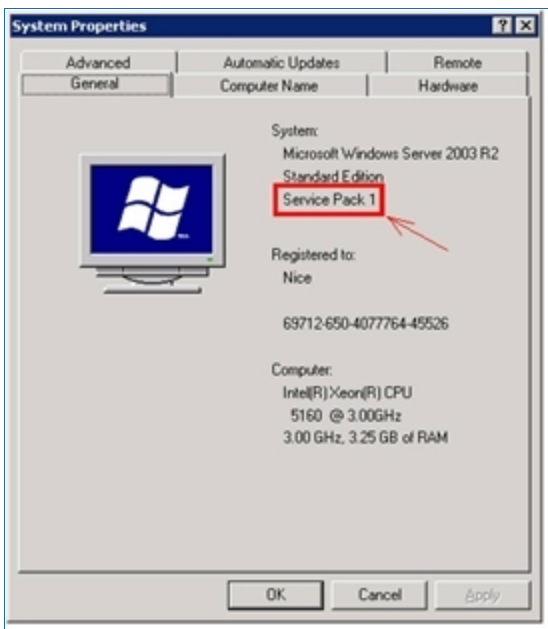 System Properties
Advanced
Automatic Updates
Remote
General
Computer Name
Hardware
System:
Microsoft Windows Server 2003 R2
Standard Edition
Service Pack 1
Registered to:
Nice
69712-650-4077764-45526
Computer:
Intel(R) Xeon(R) CPU
5160 @ 3.00GHz
3.00 GHz, 3.25 GB of RAM
OK
Cancel
Apply